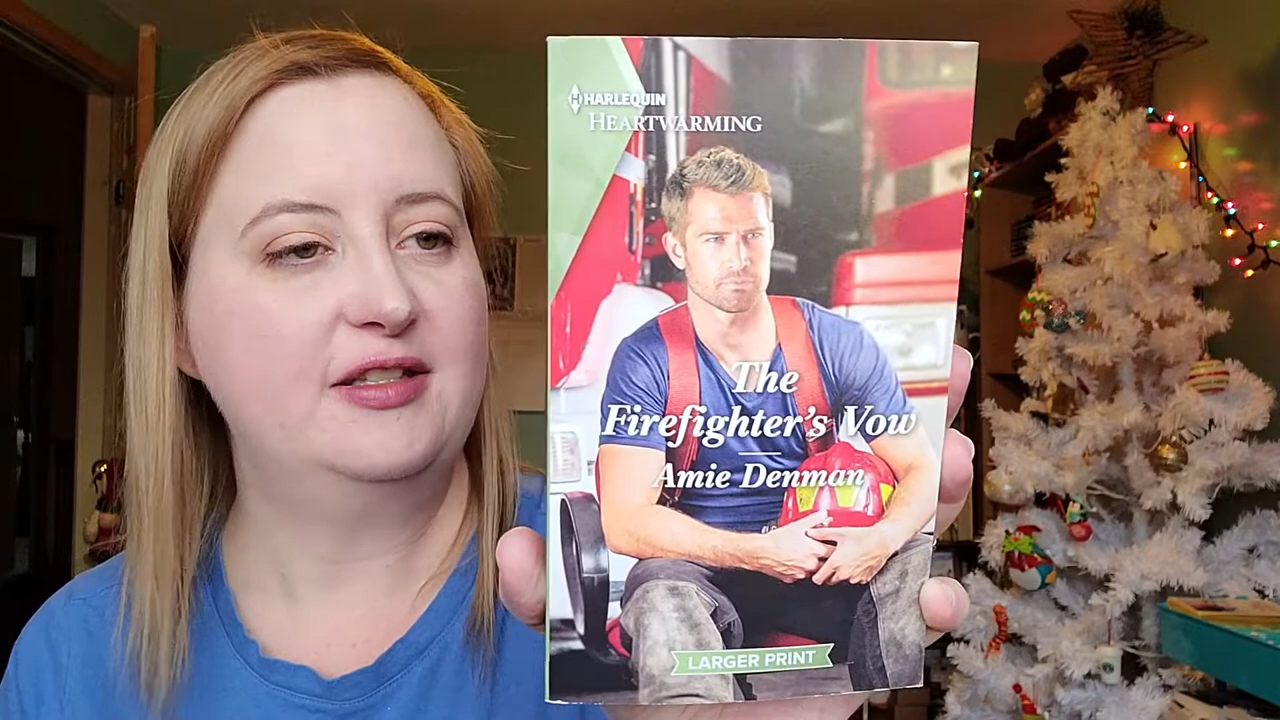 HARLEQUIN
HEARTWARMING
The
Firefighter's Vow
Amie Denman
LARGER PRINT